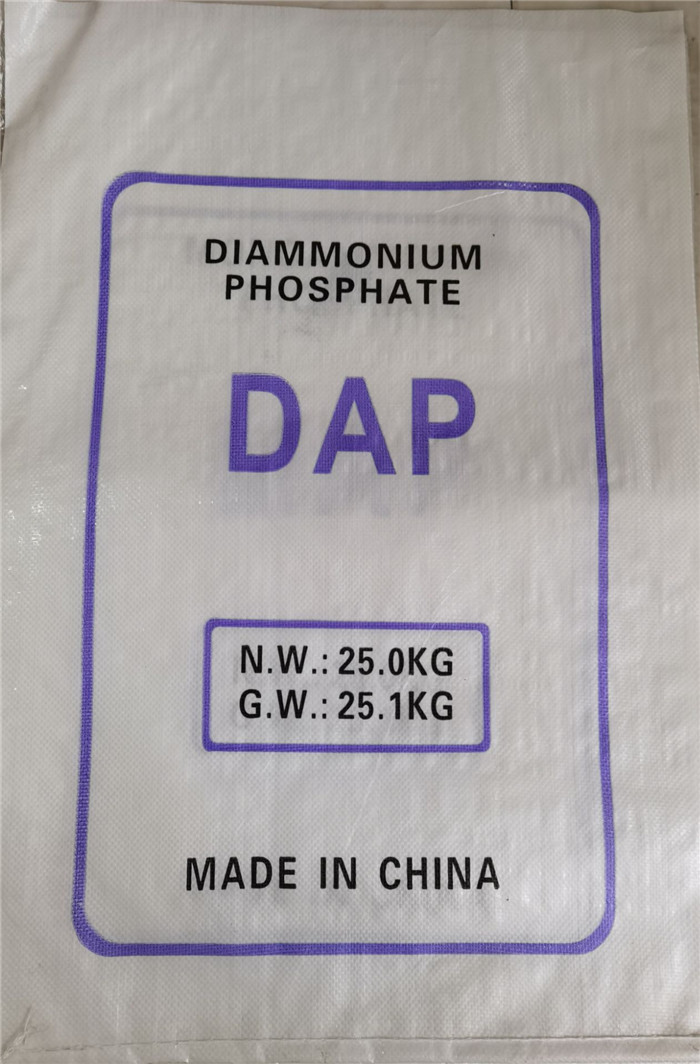 DIAMMONIUM
PHOSPHATE
DAP
N.W.: 25.0KG
G.W.: 25.1KG
MADE IN CHINA